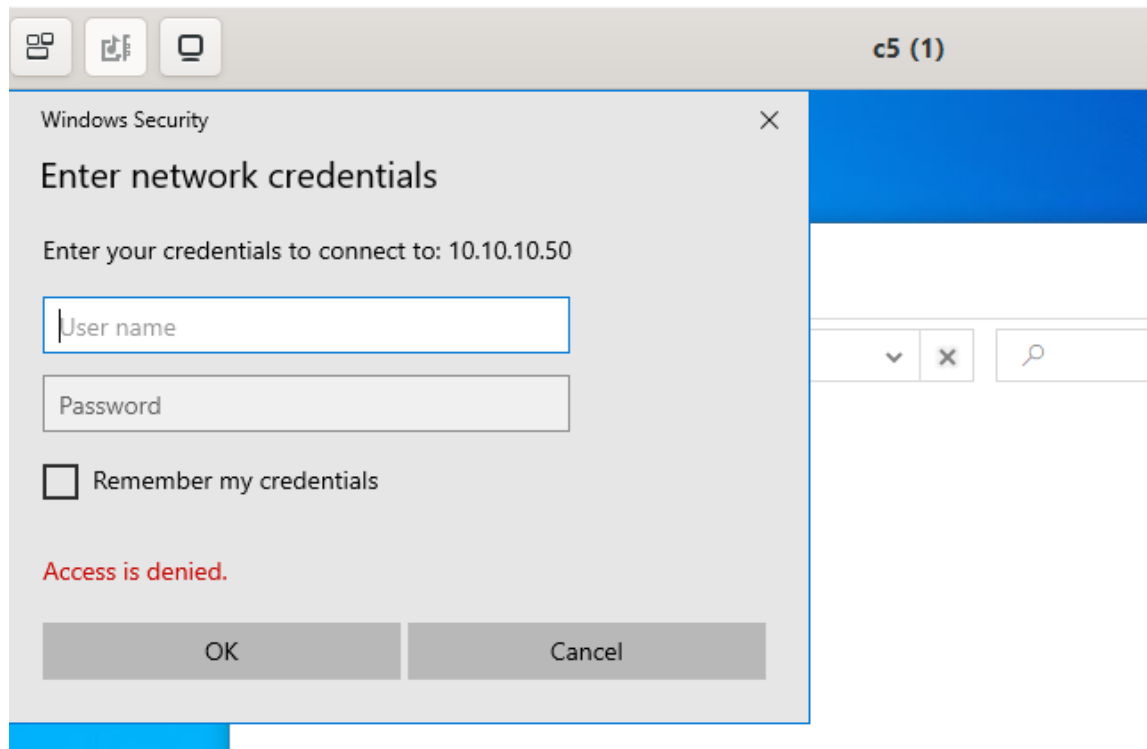 c5 (1)
Windows Security
Enter network credentials
Enter your credentials to connect to: 10.10.10.50
User name
Password
Remember my credentials
Access is denied.
OK Cancel